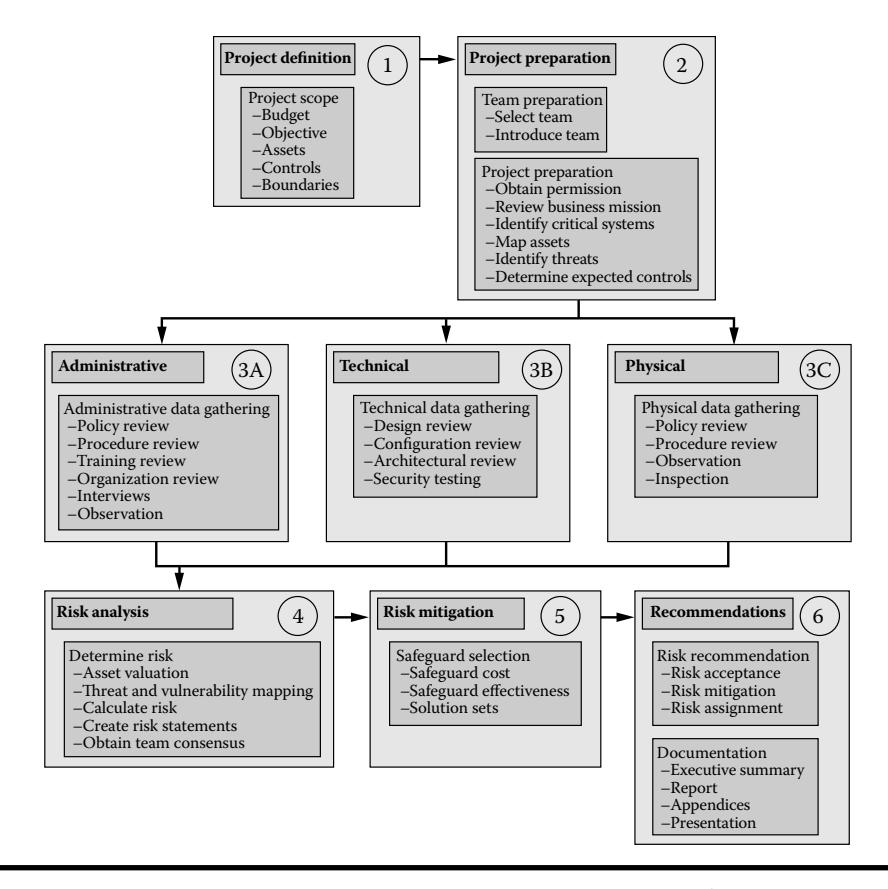 Project definition
1
Project scope
–Budget
–Objective
–Assets
–Controls
–Boundaries
Project preparation
2
Team preparation
–Select team
–Introduce team
Project preparation
–Obtain permission
–Review business mission
–Identify critical systems
–Map assets
–Identify threats
–Determine expected controls
Administrative
3A
Administrative data gathering
–Policy review
–Procedure review
–Training review
–Organization review
–Interviews
–Observation
Technical
3B
Technical data gathering
–Design review
–Configuration review
–Architectural review
–Security testing
Physical
3C
Physical data gathering
–Policy review
–Procedure review
–Observation
–Inspection
Risk analysis
4
Determine risk
–Asset valuation
–Threat and vulnerability mapping
–Calculate risk
–Create risk statements
–Obtain team consensus
Risk mitigation
5
Safeguard selection
–Safeguard cost
–Safeguard effectiveness
–Solution sets
Recommendations
6
Risk recommendation
–Risk acceptance
–Risk mitigation
–Risk assignment
Documentation
–Executive summary
–Report
–Appendices
–Presentation